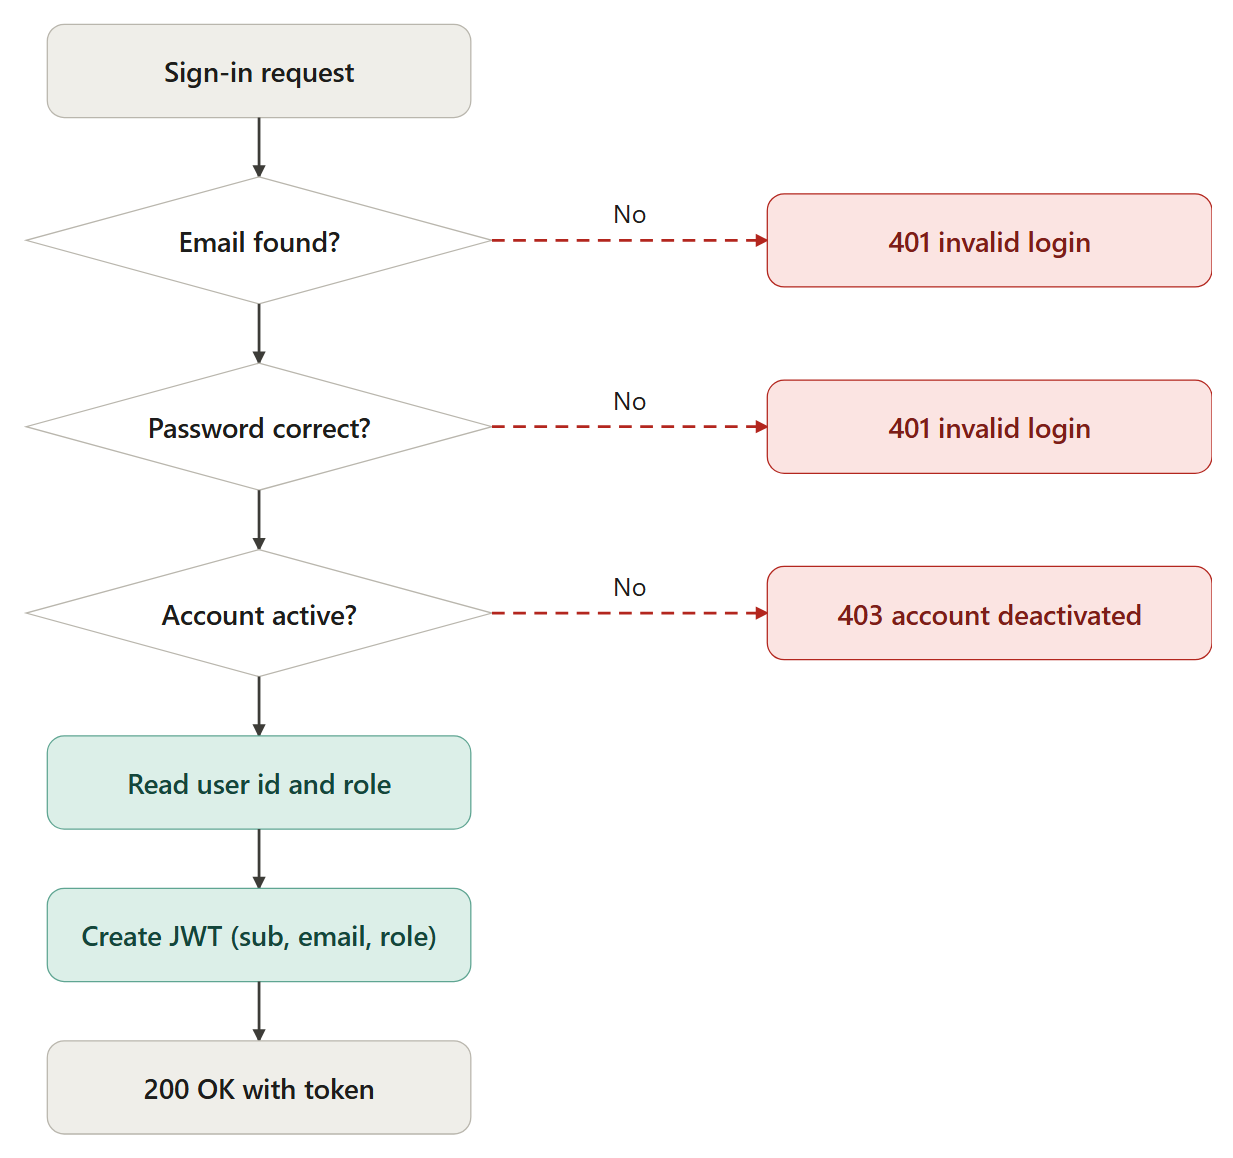 Sign-in request
Email found?
No
401 invalid login
Password correct?
No
401 invalid login
Account active?
No
403 account deactivated
Read user id and role
Create JWT (sub, email, role)
200 OK with token